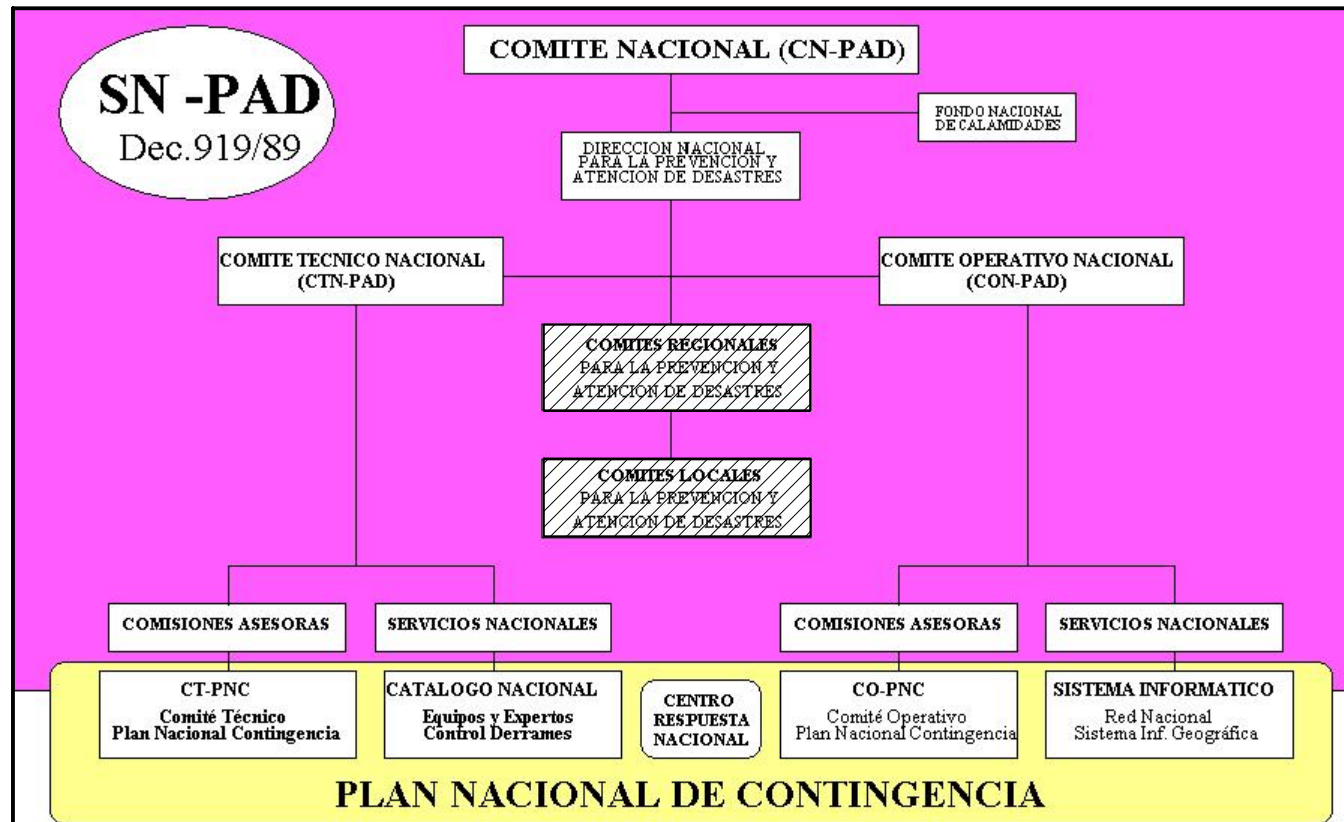 SN -PAD
Dec.919/89
COMITE NACIONAL (CN-PAD)
FONDO NACIONAL
DE CALAMIDADES
DIRECCION NACIONAL
PARA LA PREVENCION Y
ATENCION DE DESASTRES
COMITE TECNICO NACIONAL
(CTN-PAD)
COMITE OPERATIVO NACIONAL
(CON-PAD)
COMITES REGIONALES
PARA LA PREVENCION Y
ATENCION DE DESASTRES
COMITES LOCALES
PARA LA PREVENCION Y
ATENCION DE DESASTRES
COMISIONES ASESORAS
SERVICIOS NACIONALES
COMISIONES ASESORAS
SERVICIOS NACIONALES
CT-PNC
Comité Técnico
Plan Nacional Contingencia
CATALOGO NACIONAL
Equipos y Expertos
Control Derrames
CENTRO
RESPUESTA
NACIONAL
CO-PNC
Comité Operativo
Plan Nacional Contingencia
SISTEMA INFORMATICO
Red Nacional
Sistema Inf. Geográfica
PLAN NACIONAL DE CONTINGENCIA